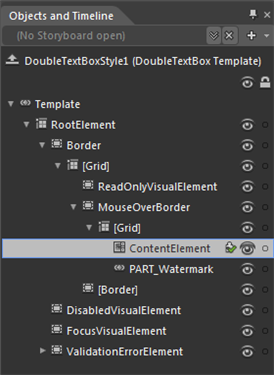 Objects and Timeline
(No Storyboard open)
DoubleTextBoxStyle1 (DoubleTextBox Template)
Template
RootElement
Border
[Grid]
ReadOnlyVisualElement
MouseOverBorder
[Grid]
ContentElement
PART_Watermark
[Border]
DisabledVisualElement
FocusVisualElement
ValidationErrorElement